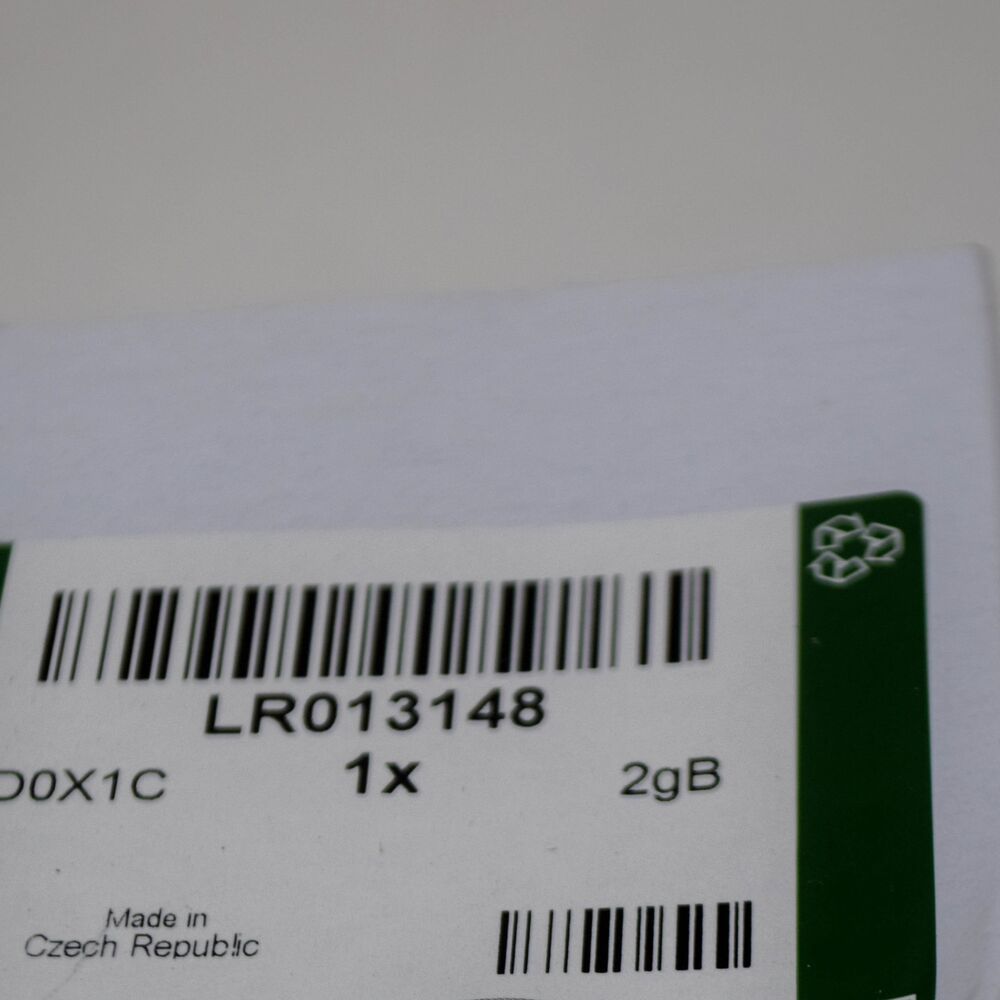 LR013148
D0X1C 1x 2gB
Made in
Czech Republic